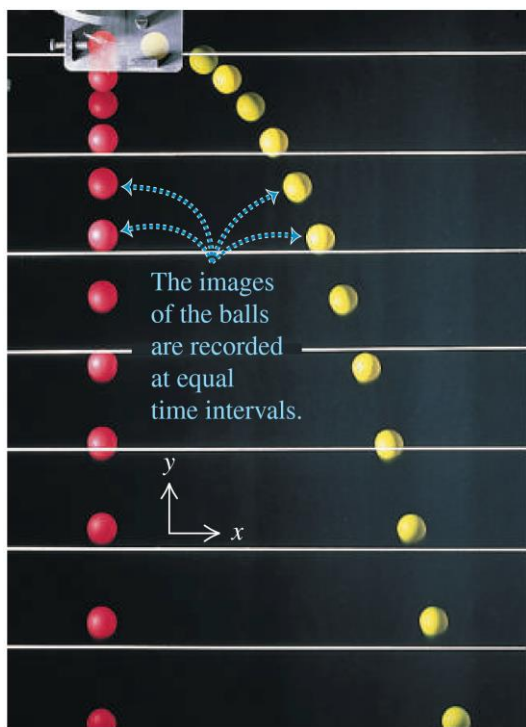 The images
of the balls
are recorded
at equal
time intervals.
y
x